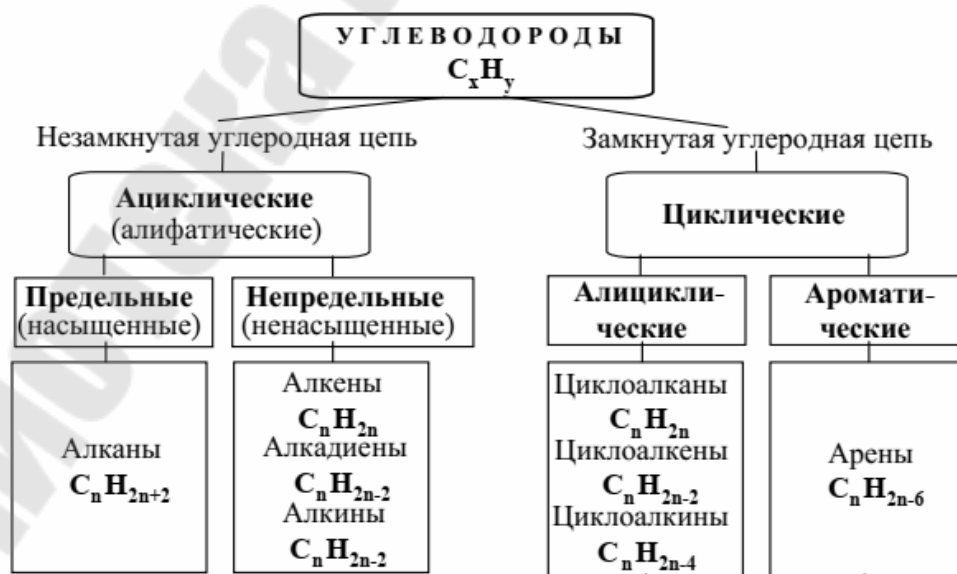 УГЛЕВОДОРОДЫ
CₓHᵧ
Незамкнутая углеродная цепь
Замкнутая углеродная цепь
Ациклические
(алифатические)
Циклические
Предельные
(насыщенные)
Непредельные
(ненасыщенные)
Алицикли-
ческие
Аромати-
ческие
Алканы
CₙH₂ₙ₊₂
Алкены
CₙH₂ₙ
Алкадиены
CₙH₂ₙ₋₂
Алкины
CₙH₂ₙ₋₂
Циклоалканы
CₙH₂ₙ
Циклоалкены
CₙH₂ₙ₋₂
Циклоалкины
CₙH₂ₙ₋₄
Арены
CₙH₂ₙ₋₆